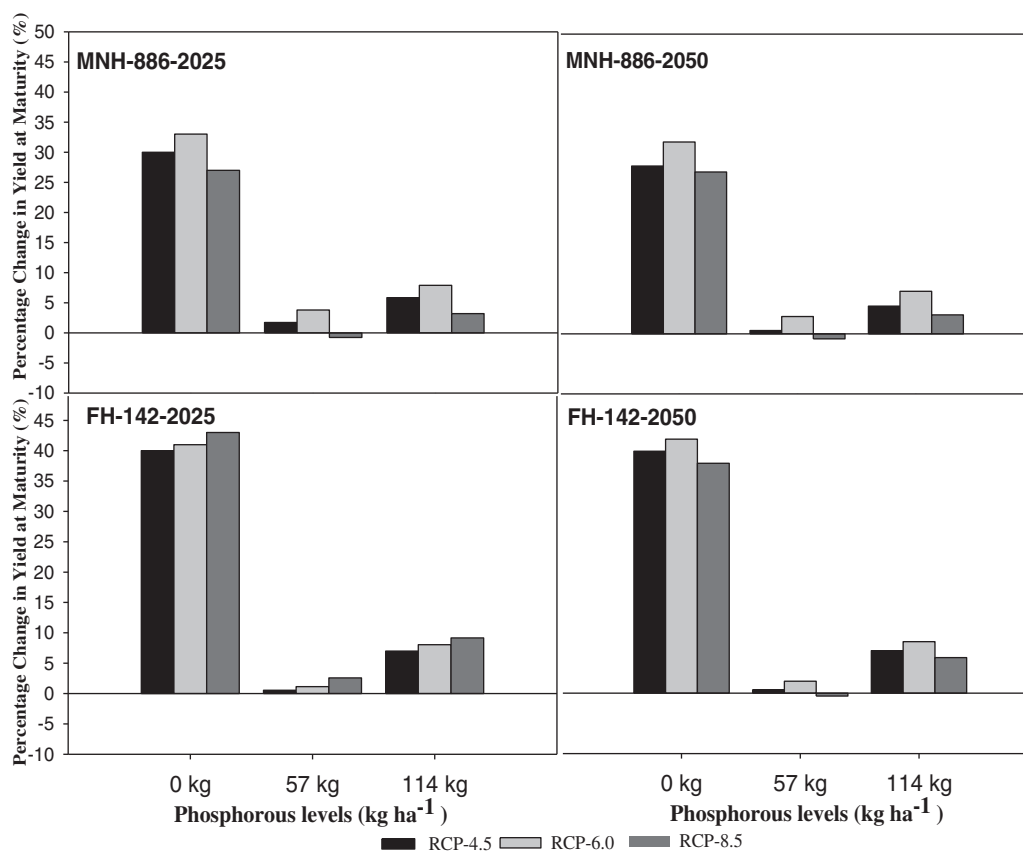 Percentage Change in Yield at Maturity (%)
50
45
40
35
30
25
20
15
10
5
0
-5
-10
MNH-886-2025
MNH-886-2050
Percentage Change in Yield at Maturity (%)
45
40
35
30
25
20
15
10
5
0
-5
-10
FH-142-2025
FH-142-2050
0 kg 57 kg 114 kg
0 kg 57 kg 114 kg
Phosphorous levels (kg ha-1 )
Phosphorous levels (kg ha-1 )
RCP-4.5 RCP-6.0 RCP-8.5